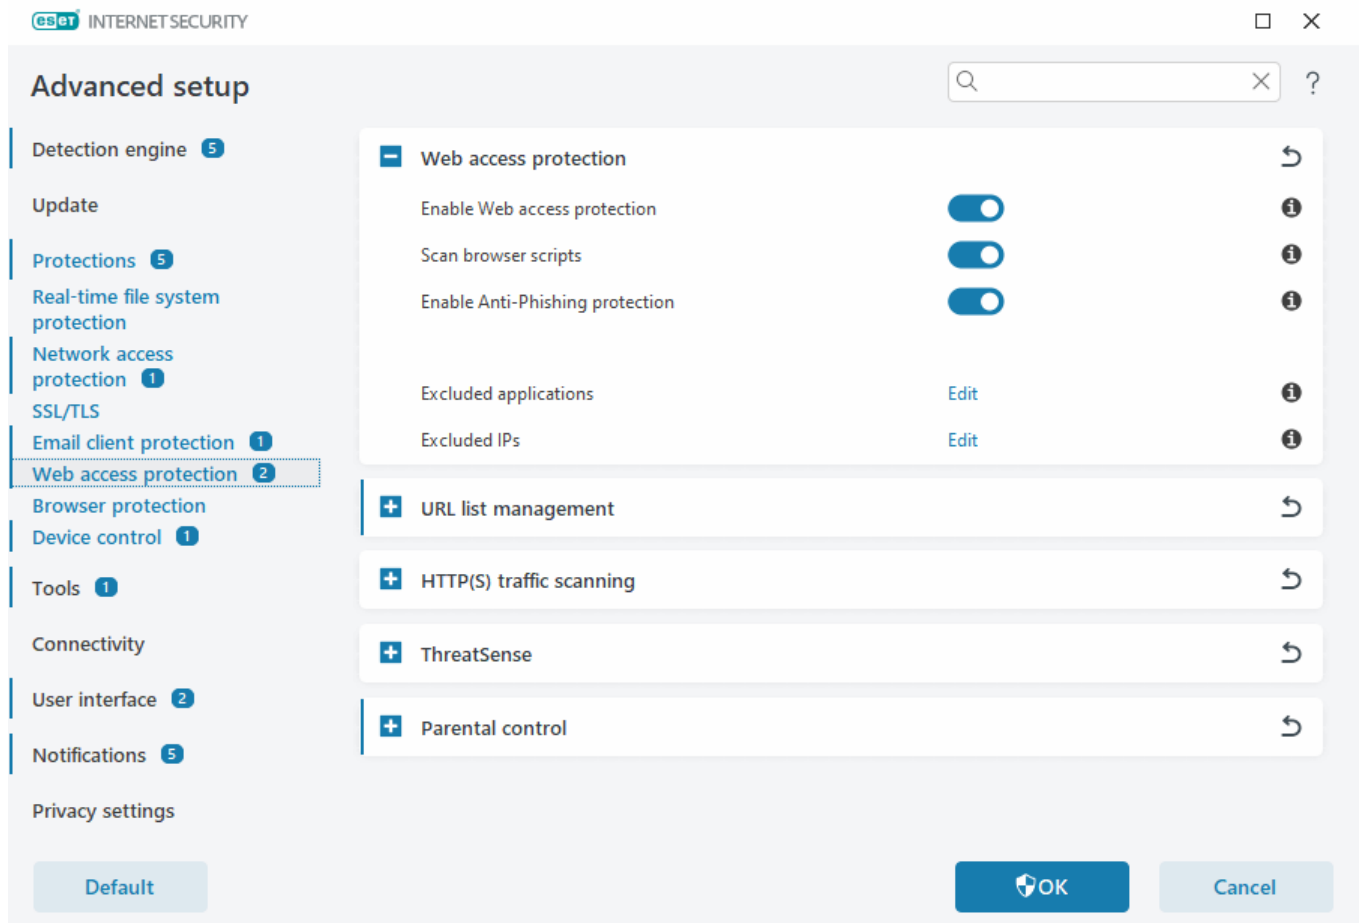 eset INTERNET SECURITY
Advanced setup
?
Detection engine 5
Update
Protections 5
Real-time file system
protection
Network access
protection 1
SSL/TLS
Email client protection 1
Web access protection 2
Browser protection
Device control 1
Tools 1
Connectivity
User interface 2
Notifications 5
Privacy settings
Web access protection
Enable Web access protection
Scan browser scripts
Enable Anti-Phishing protection
Excluded applications Edit
Excluded IPs Edit
URL list management
HTTP(S) traffic scanning
ThreatSense
Parental control
Default
OK
Cancel